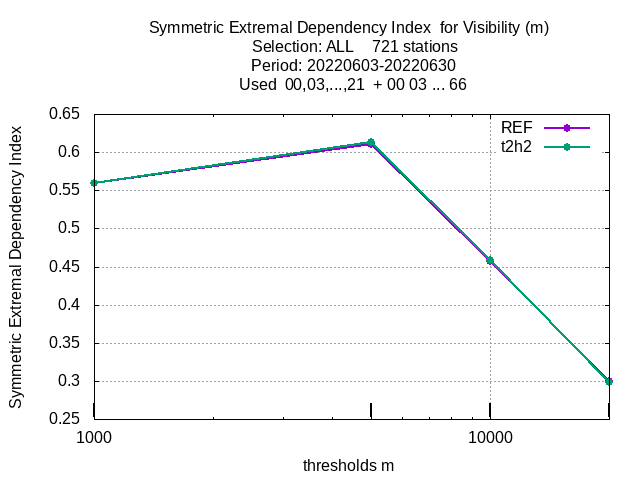 Symmetric Extremal Dependency Index  for Visibility (m)
Selection: ALL    721 stations
Period: 20220603-20220630
Used  00,03,...,21  + 00 03 ... 66
0.65
0.6
0.55
0.5
0.45
0.4
0.35
0.3
0.25
Symmetric Extremal Dependency Index
REF
t2h2
1000
10000
thresholds m